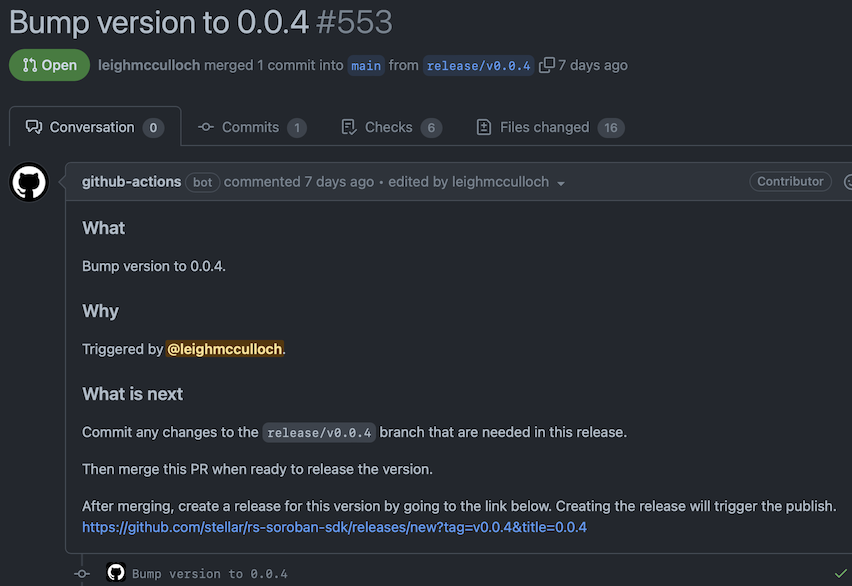 Bump version to 0.0.4 #553
Open leighmcculloch merged 1 commit into main from release/v0.0.4 7 days ago
Conversation 0 Commits 1 Checks 6 Files changed 16
github-actions bot commented 7 days ago • edited by leighmcculloch Contributor
What
Bump version to 0.0.4.
Why
Triggered by @leighmcculloch.
What is next
Commit any changes to the release/v0.0.4 branch that are needed in this release.
Then merge this PR when ready to release the version.
After merging, create a release for this version by going to the link below. Creating the release will trigger the publish.
https://github.com/stellar/rs-soroban-sdk/releases/new?tag=v0.0.4&title=0.0.4
Bump version to 0.0.4